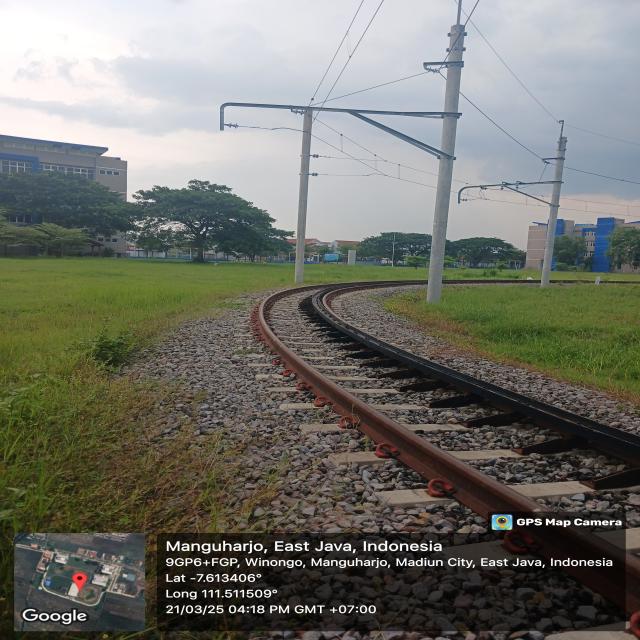 GPS Map Camera
Manguharjo, East Java, Indonesia
9GP6+FGP, Winongo, Manguharjo, Madiun City, East Java, Indonesia
Lat -7.613406°
Long 111.511509°
21/03/25 04:18 PM GMT +07:00
Google